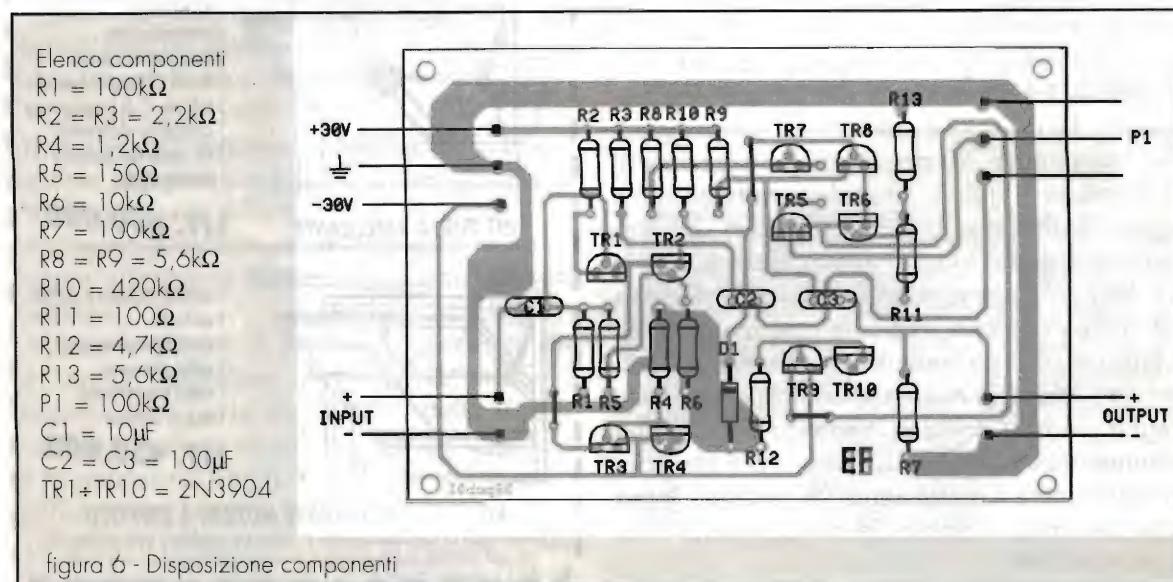 Elenco componenti
R1 = 100kΩ
R2 = R3 = 2,2kΩ
R4 = 1,2kΩ
R5 = 150Ω
R6 = 10kΩ
R7 = 100kΩ
R8 = R9 = 5,6kΩ
R10 = 420kΩ
R11 = 100Ω
R12 = 4,7kΩ
R13 = 5,6kΩ
P1 = 100kΩ
C1 = 10µF
C2 = C3 = 100µF
TR1÷TR10 = 2N3904
figura 6 - Disposizione componenti
+30V
-30V
+
INPUT
-
R2 R3 R8 R10 R9
TR7 TR8
R13
P1
TR5 TR6
TR1 TR2
C1
C2
C3
R11
D1
R1 R5 R4 R6
TR9 TR10
R12
TR3 TR4
EF
R7
+
OUTPUT
-